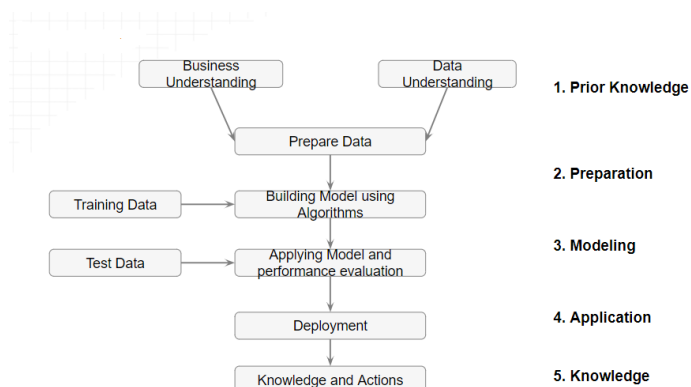 Business
Understanding
Data
Understanding
1. Prior Knowledge
Prepare Data
2. Preparation
Training Data
Building Model using
Algorithms
3. Modeling
Test Data
Applying Model and
performance evaluation
4. Application
Deployment
5. Knowledge
Knowledge and Actions